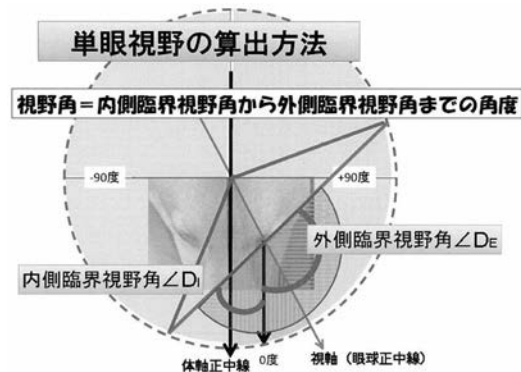 単眼視野の算出方法
視野角＝内側臨界視野角から外側臨界視野角までの角度
-90度
+90度
外側臨界視野角∠DE
内側臨界視野角∠DI
体軸正中線
0度
視軸（眼球正中線）